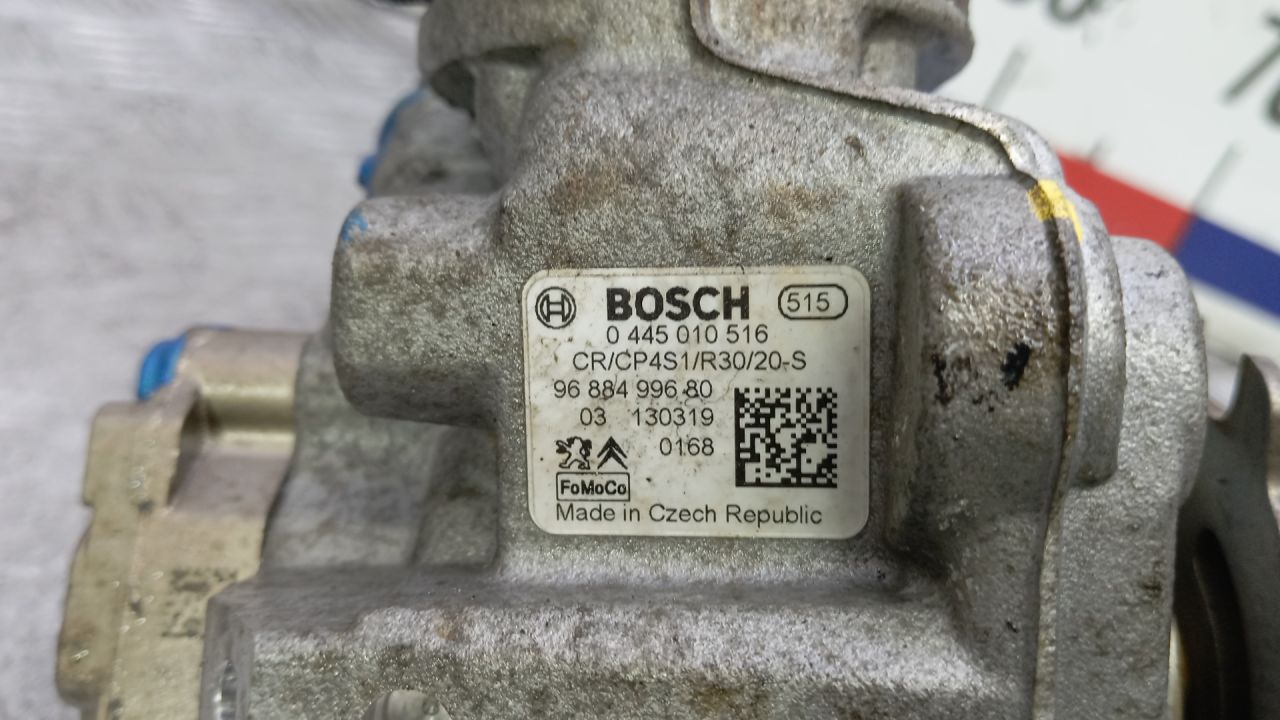 BOSCH 515
0 445 010 516
CR/CP4S1/R30/20-S
96 884 996 80
03 130319
0168
FoMoCo
Made in Czech Republic